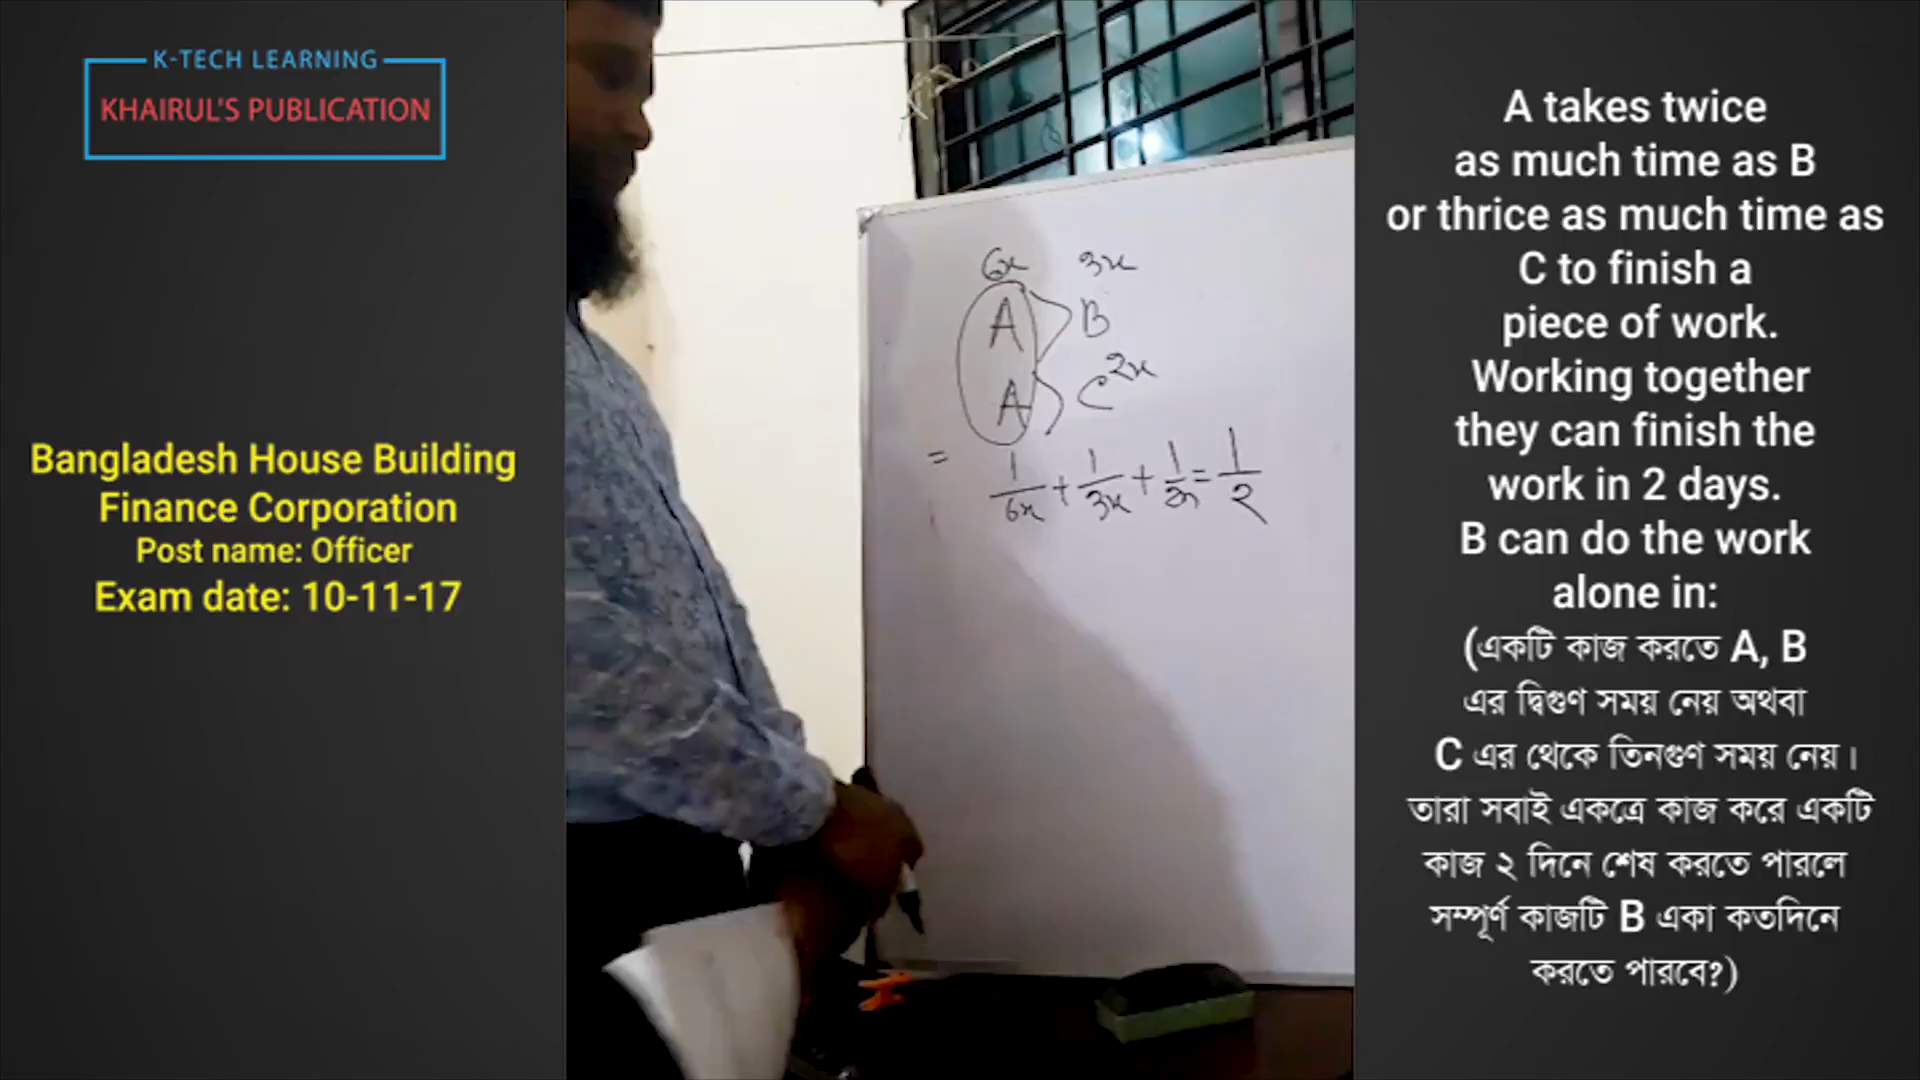 K-TECH LEARNING
KHAIRUL'S PUBLICATION
Bangladesh House Building
Finance Corporation
Post name: Officer
Exam date: 10-11-17
6x 3x
A B
A C 2x
= 1/6x + 1/3x + 1/2x = 1/2
A takes twice
as much time as B
or thrice as much time as
C to finish a
piece of work.
Working together
they can finish the
work in 2 days.
B can do the work
alone in:
(একটি কাজ করতে A, B
এর দ্বিগুণ সময় নেয় অথবা
C এর থেকে তিনগুণ সময় নেয়।
তারা সবাই একত্রে কাজ করে একটি
কাজ ২ দিনে শেষ করতে পারলে
সম্পূর্ণ কাজটি B একা কতদিনে
করতে পারবে?)